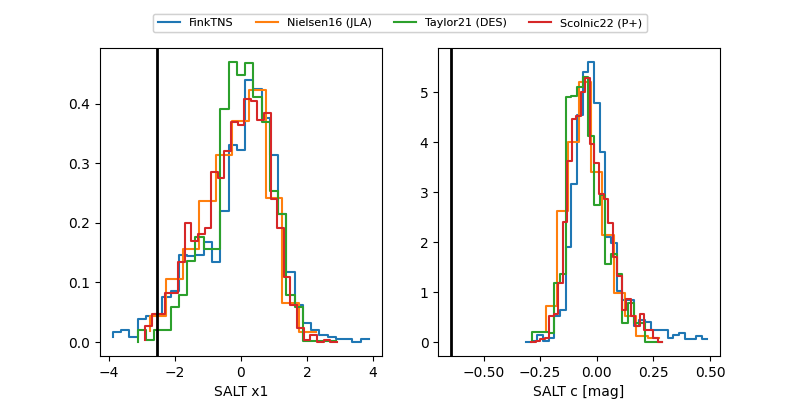 FinkTNS Nielsen16 (JLA) Taylor21 (DES) Scolnic22 (P+)
0.4
0.3
0.2
0.1
0.0
−4 −2 0 2 4
SALT x1
5
4
3
2
1
0
−0.50 −0.25 0.00 0.25 0.50
SALT c [mag]